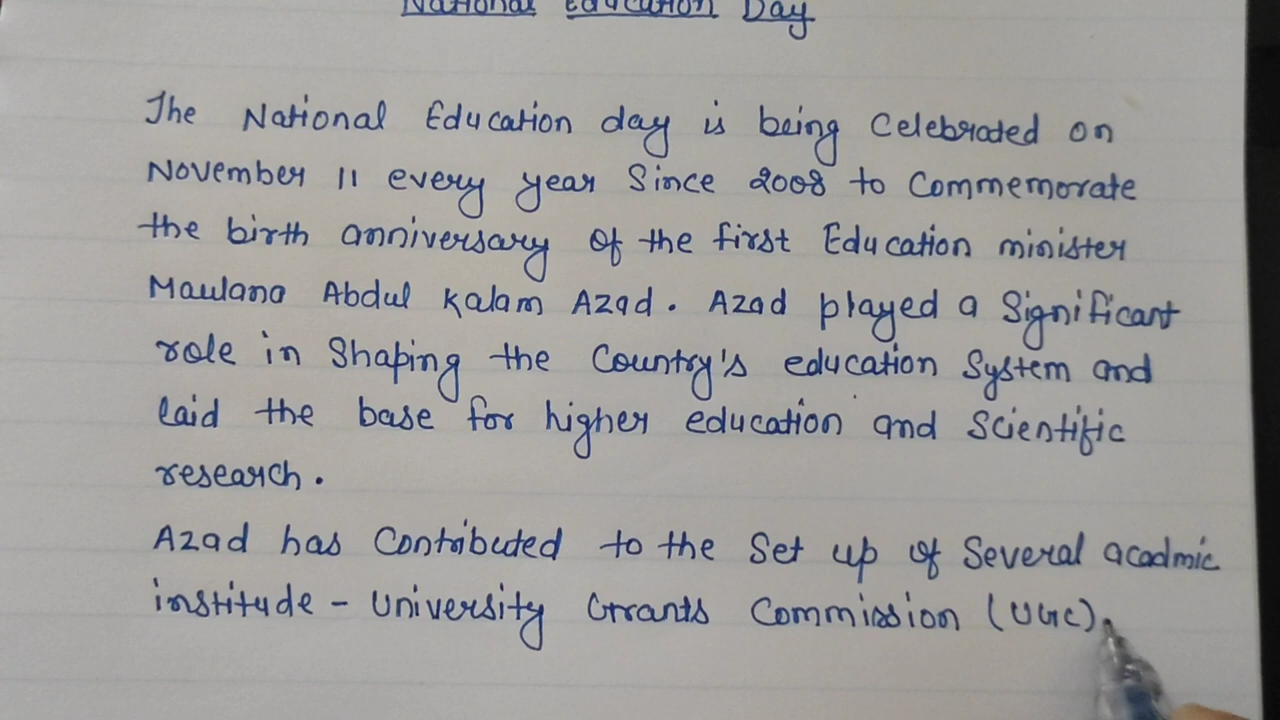 National Education Day
The National Education day is being Celebrated on
November 11 every year Since 2008 to Commemorate
the birth anniversary of the first Education minister
Maulana Abdul Kalam Azad. Azad played a Significant
role in Shaping the Country's education System and
laid the base for higher education and Scientific
research.
Azad has Contributed to the Set up of Several acadmic
institude - University Grants Commission (UGC),